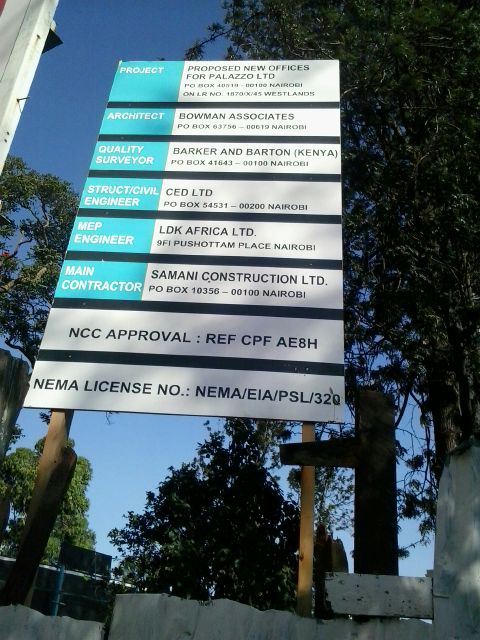 PROJECT
PROPOSED NEW OFFICES
FOR PALAZZO LTD
PO BOX 40519 - 00100 NAIROBI
ON LR NO. 1870/X/45 WESTLANDS
ARCHITECT
BOWMAN ASSOCIATES
PO BOX 63756 – 00619 NAIROBI
QUALITY
SURVEYOR
BARKER AND BARTON (KENYA)
PO BOX 41643 – 00100 NAIROBI
STRUCT/CIVIL
ENGINEER
CED LTD
PO BOX 54531 – 00200 NAIROBI
MEP
ENGINEER
LDK AFRICA LTD.
9FI PUSHOTTAM PLACE NAIROBI
MAIN
CONTRACTOR
SAMANI CONSTRUCTION LTD.
PO BOX 10356 – 00100 NAIROBI
NCC APPROVAL : REF CPF AE8H
NEMA LICENSE NO.: NEMA/EIA/PSL/320